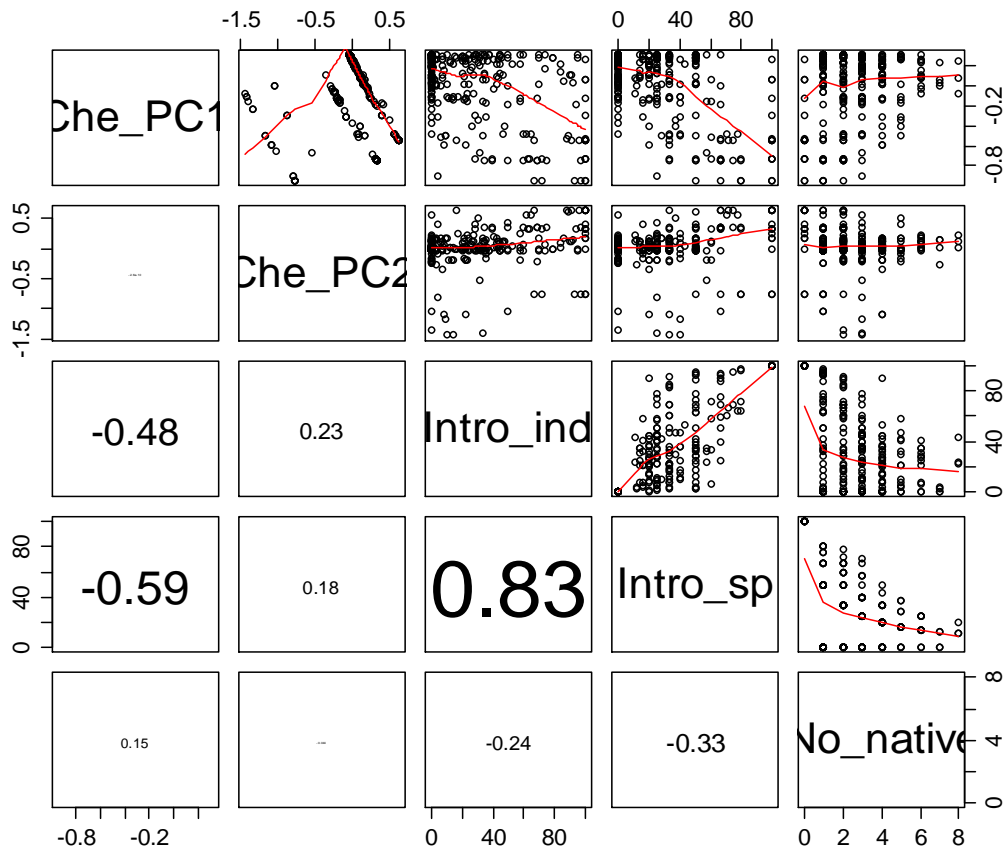 -1.5 -0.5 0.5 0 40 80
Che_PC1 -0.8 -0.2
-1.5 -0.5 0.5 Che_PC2
-0.48 0.23 Intro_ind 0 40 80
0 40 80 -0.59 0.18 0.83 Intro_sp
0.15 -0.24 -0.33 No_native 0 4 8
-0.8 -0.2 0 40 80 0 2 4 6 8